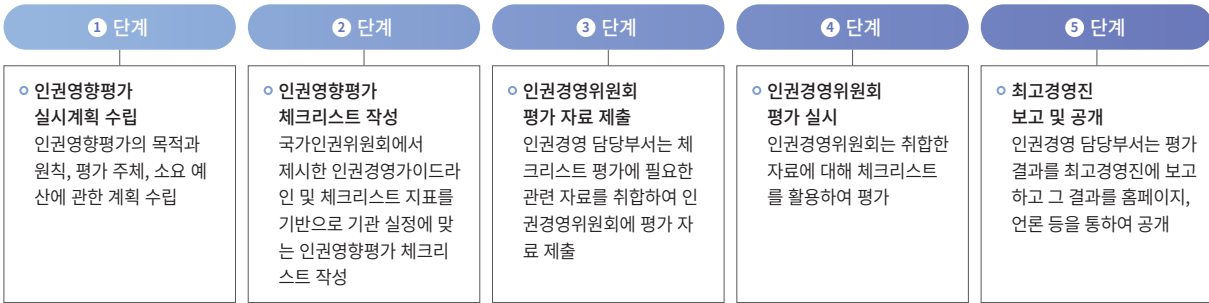 1 단계
인권영향평가
실시계획 수립
인권영향평가의 목적과
원칙, 평가 주체, 소요 예
산에 관한 계획 수립
2 단계
인권영향평가
체크리스트 작성
국가인권위원회에서
제시한 인권경영가이드라
인 및 체크리스트 지표를
기반으로 기관 실정에 맞
는 인권영향평가 체크리
스트 작성
3 단계
인권경영위원회
평가 자료 제출
인권경영 담당부서는 체
크리스트 평가에 필요한
관련 자료를 취합하여 인
권경영위원회에 평가 자
료 제출
4 단계
인권경영위원회
평가 실시
인권경영위원회는 취합한
자료에 대해 체크리스트
를 활용하여 평가
5 단계
최고경영진
보고 및 공개
인권경영 담당부서는 평가
결과를 최고경영진에 보고
하고 그 결과를 홈페이지,
언론 등을 통하여 공개